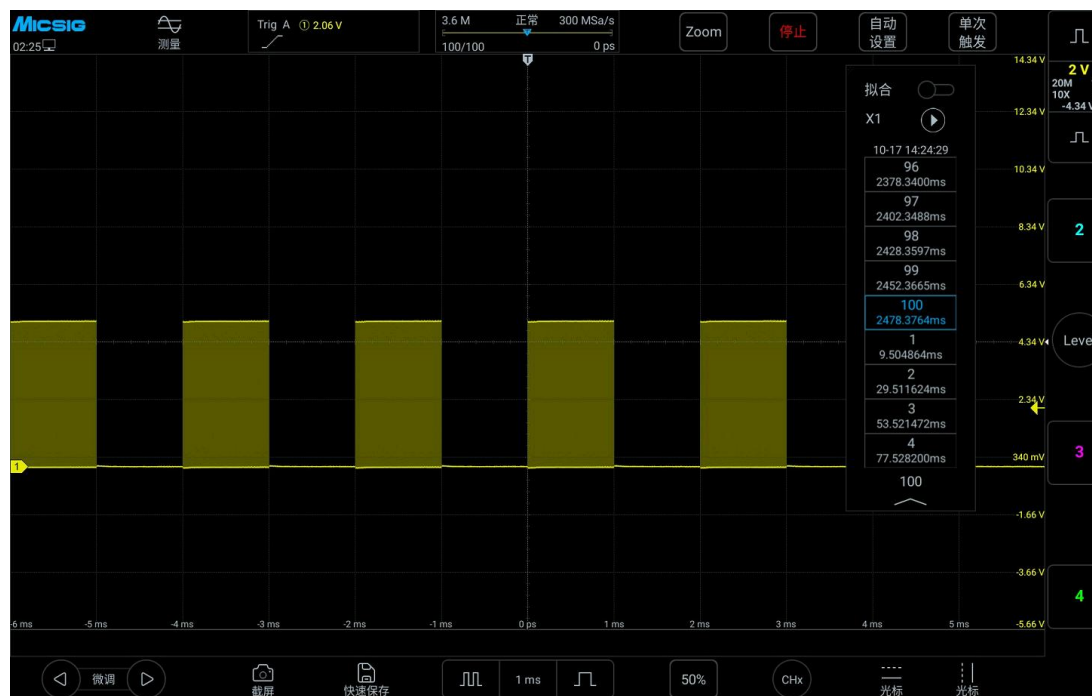 MICSIG
02:25
测量
Trig A ① 2.06 V
3.6 M 正常 300 MSa/s
100/100 0 ps
Zoom
停止
自动
设置
单次
触发
2 V
20M
10X
-4.34 V
T
14.34 V
12.34 V
10.34 V
8.34 V
6.34 V
4.34 V
2.34 V
340 mV
-1.66 V
-3.66 V
-5.66 V
拟合
X1
10-17 14:24:29
96
2378.3400ms
97
2402.3488ms
98
2428.3597ms
99
2452.3665ms
100
2478.3764ms
1
9.504864ms
2
29.511624ms
3
53.521472ms
4
77.528200ms
100
2
Leve
3
4
1
-6 ms -5 ms -4 ms -3 ms -2 ms -1 ms 0 ps 1 ms 2 ms 3 ms 4 ms 5 ms
微调
截屏
快速保存
1 ms
50%
CHx
光标
光标